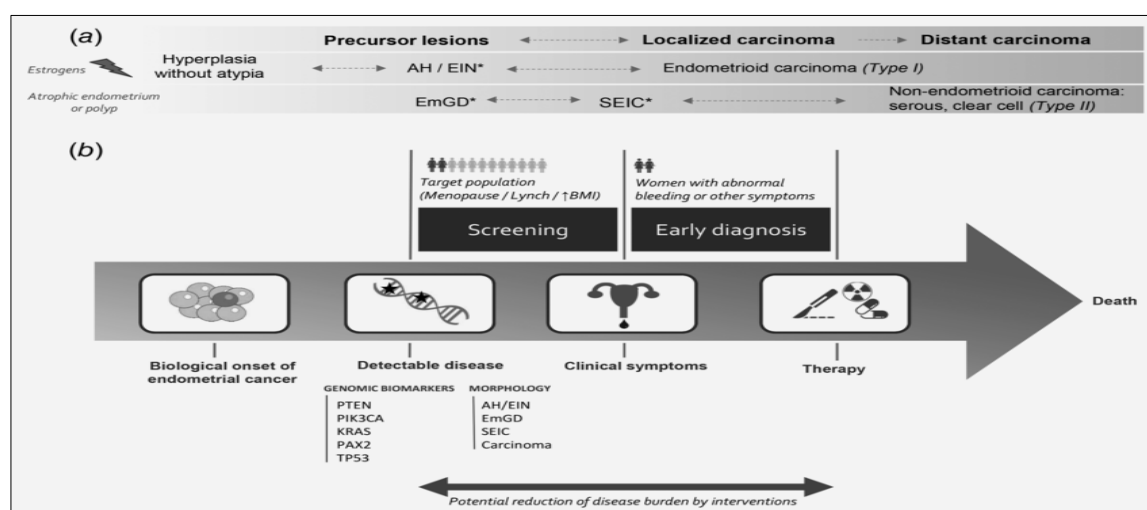 (a)
Precursor lesions
Localized carcinoma
Distant carcinoma
Estrogens
Hyperplasia
without atypia
AH / EIN*
Endometrioid carcinoma (Type I)
Atrophic endometrium
or polyp
EmGD*
SEIC*
Non-endometrioid carcinoma:
serous, clear cell (Type II)
(b)
Target population
(Menopause / Lynch / ↑BMI)
Women with abnormal
bleeding or other symptoms
Screening
Early diagnosis
Death
Biological onset of
endometrial cancer
Detectable disease
Clinical symptoms
Therapy
GENOMIC BIOMARKERS
PTEN
PIK3CA
KRAS
PAX2
TP53
MORPHOLOGY
AH/EIN
EmGD
SEIC
Carcinoma
Potential reduction of disease burden by interventions